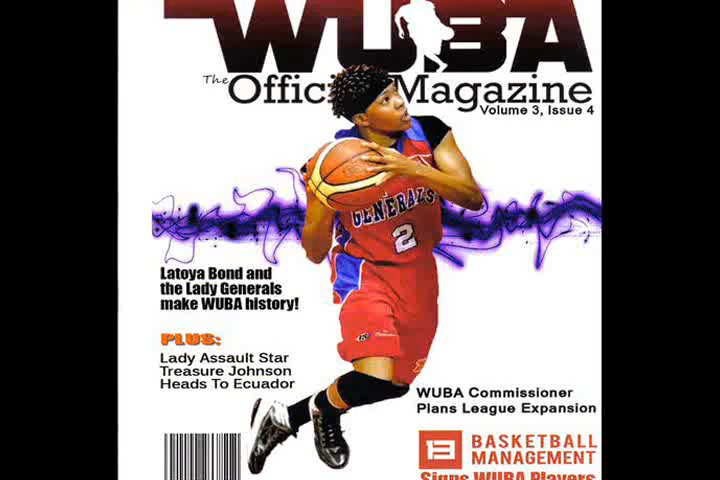 WUBA
The Official Magazine
Volume 3, Issue 4
GENERALS
2
Latoya Bond and
the Lady Generals
make WUBA history!
PLUS:
Lady Assault Star
Treasure Johnson
Heads To Ecuador
WUBA Commissioner
Plans League Expansion
13 BASKETBALL
MANAGEMENT
Signs WUBA Players